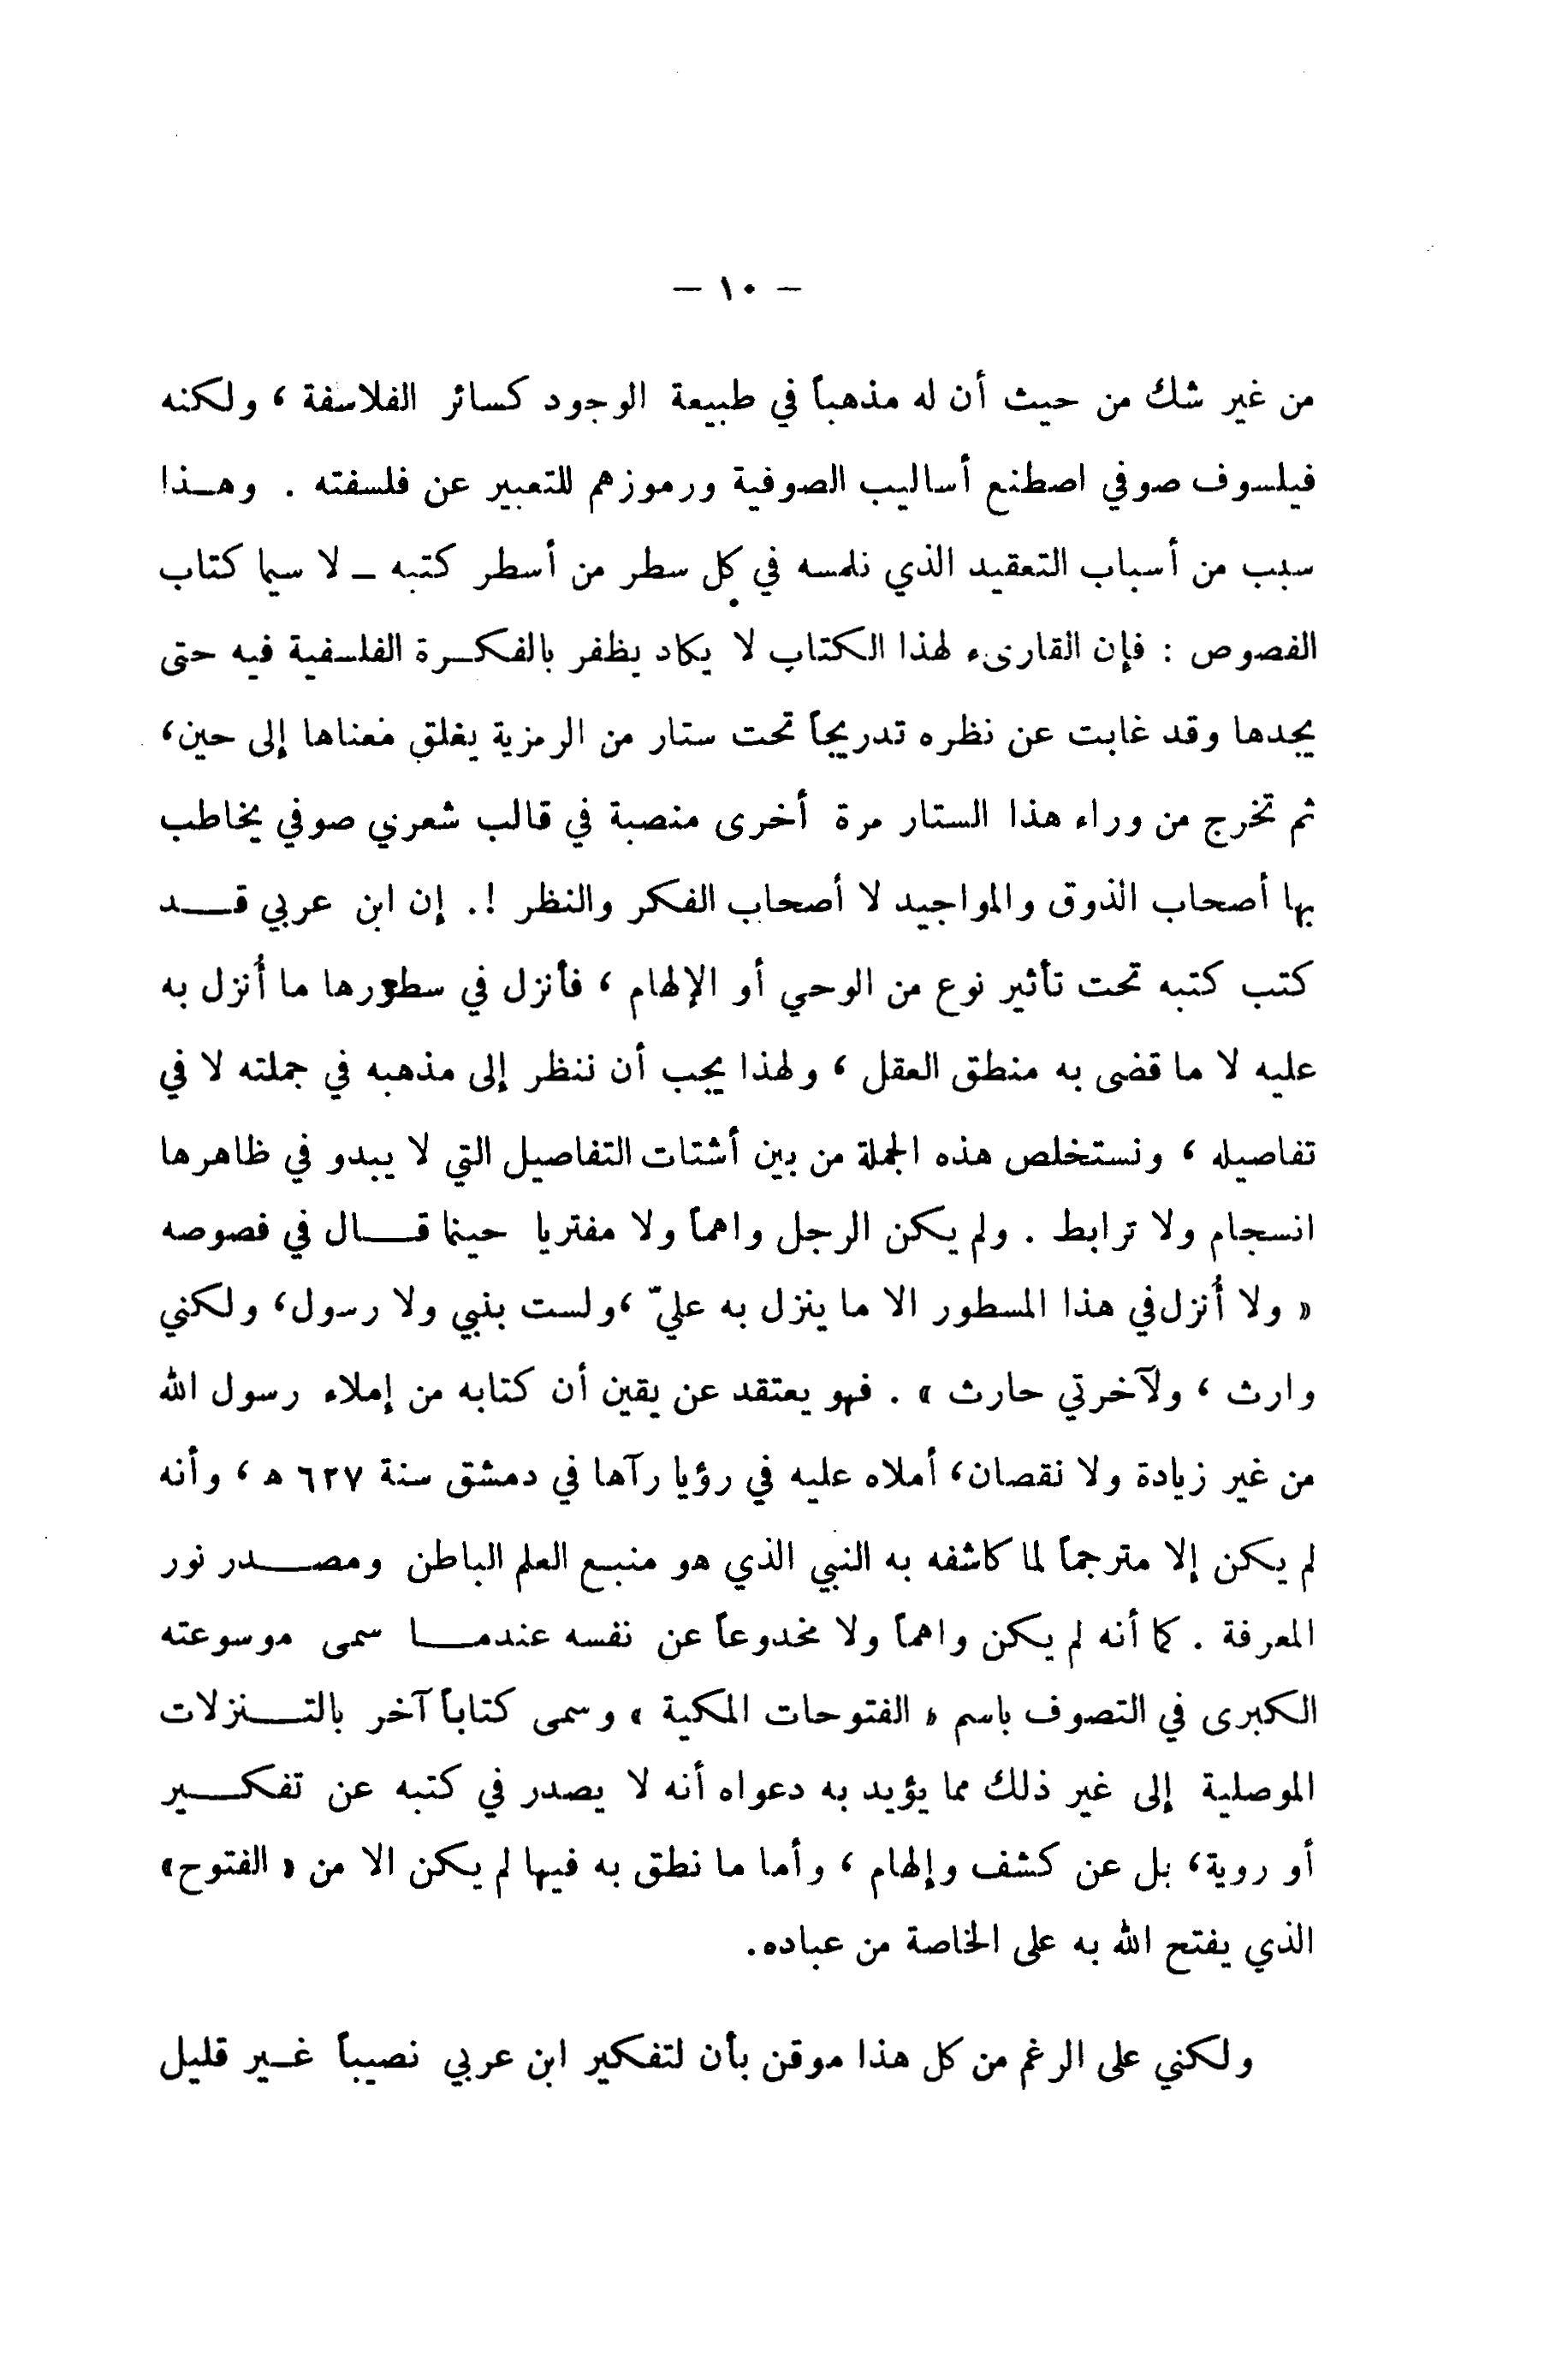 — ١٠ —
من غير شك من حيث أن له مذهباً في طبيعة الوجود كسائر الفلاسفة ، ولكنه
فيلسوف صوفي اصطنع أساليب الصوفية ورموزهم للتعبير عن فلسفته . وهـذا
سبب من أسباب التعقيد الذي نلمسه في كل سطر من أسطر كتبه – لا سيما كتاب
الفصوص : فإن القارىء لهذا الكتاب لا يكاد يظفر بالفكـرة الفلسفية فيه حتى
يجدها وقد غابت عن نظره تدريجاً تحت ستار من الرمزية يغلق معناها إلى حين،
ثم تخرج من وراء هذا الستار مرة أخرى منصبة في قالب شعري صوفي يخاطب
بها أصحاب الذوق والمواجيد لا أصحاب الفكر والنظر !. إن ابن عربي قـــد
كتب كتبه تحت تأثير نوع من الوحي أو الإلهام ، فأنزل في سطورها ما أُنزل به
عليه لا ما قضى به منطق العقل ، ولهذا يجب أن ننظر إلى مذهبه في جملته لا في
تفاصيله ، ونستخلص هذه الجملة من بين أشتات التفاصيل التي لا يبدو في ظاهرها
انسجام ولا ترابط . ولم يكن الرجل واهماً ولا مفتريا حينما قـــال في فصوصه
« ولا أُنزل في هذا المسطور الا ما ينزل به عليّ ،ولست بنبي ولا رسول، ولكني
وارث ، ولآخرتي حارث » . فهو يعتقد عن يقين أن كتابه من إملاء رسول الله
من غير زيادة ولا نقصان، أملاه عليه في رؤيا رآها في دمشق سنة ٦٢٧ ه ، وأنه
لم يكن إلا مترجماً لما كاشفه به النبي الذي هو منبـع العلم الباطن ومصــدر نور
المعرفة . كما أنه لم يكن واهماً ولا مخدوعاً عن نفسه عندمـــا سمى موسوعته
الكبرى في التصوف باسم « الفتوحات المكية » وسمى كتاباً آخر بالتـــنزلات
الموصلية إلى غير ذلك مما يؤيد به دعواه أنه لا يصدر في كتبه عن تفكـــير
أو روية، بل عن كشف وإلهام ، وأما ما نطق به فيها لم يكن الا من « الفتوح»
الذي يفتح الله به على الخاصة من عباده.
ولكني على الرغم من كل هذا موقن بأن لتفكير ابن عربي نصيباً غـير قليل